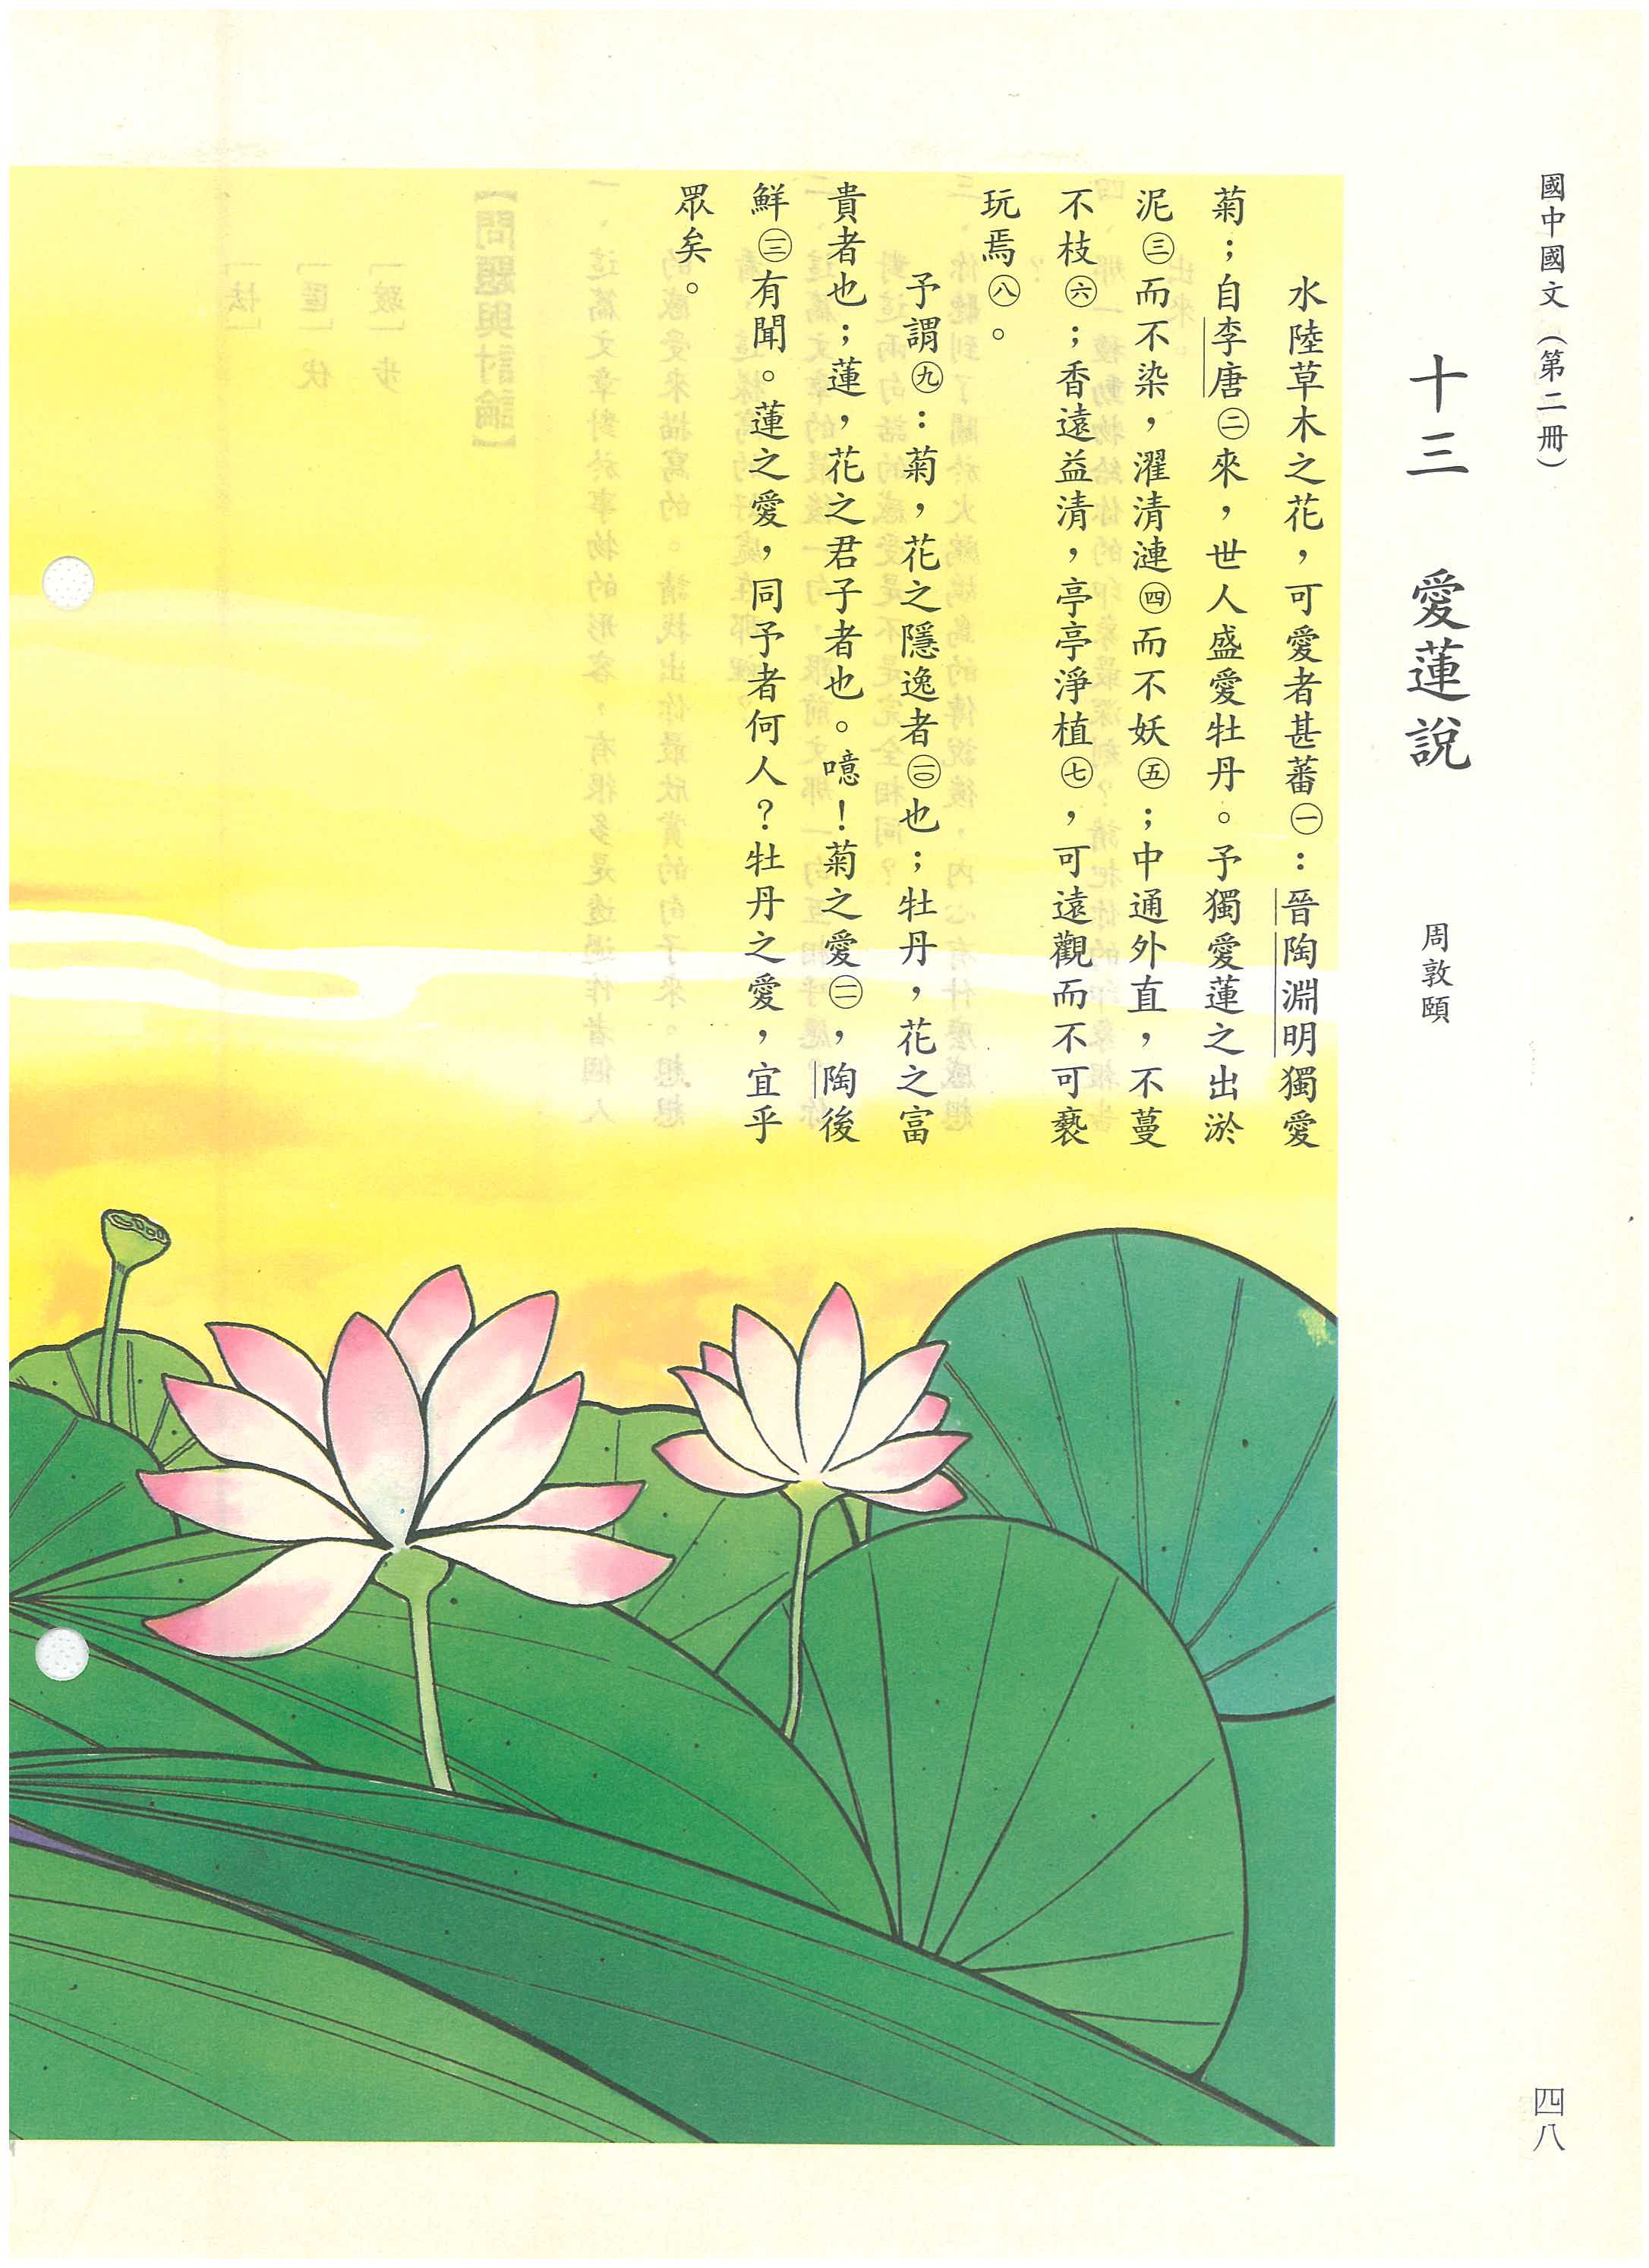 國中國文(第二冊)
四八
十三 愛蓮說
周敦頤
水陸草木之花，可愛者甚蕃㊀：晉陶淵明獨愛
菊；自李唐㊁來，世人盛愛牡丹。予獨愛蓮之出淤
泥㊂而不染，濯清漣㊃而不妖㊄；中通外直，不蔓
不枝㊅；香遠益清，亭亭淨植㊆，可遠觀而不可褻
玩焉㊇。
予謂㊈：菊，花之隱逸者㊉也；牡丹，花之富
貴者也；蓮，花之君子者也。噫！菊之愛(一一)，陶後
鮮(一二)有聞。蓮之愛，同予者何人？牡丹之愛，宜乎
眾矣。